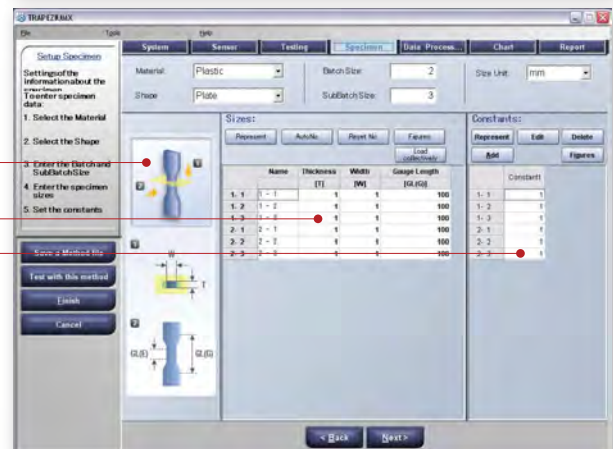 TRAPEZIUMX
File Tools Help
System Sensor Testing Specimen Data Process... Chart Report
Setup Specimen
Settings of the
information about the
specimen
To enter specimen
data:
1. Select the Material
2. Select the Shape
3. Enter the Batch and
SubBatch Size
4. Enter the specimen
sizes
5. Set the constants
Save a Method file
Test with this method
Finish
Cancel
Material: Plastic Batch Size: 2 Size Unit: mm
Shape: Plate SubBatch Size: 3
Sizes:
Represent AutoNo. Reset No Figures
Load
collectively
Name Thickness Width Gauge Length
[T] [W] [GL(G)]
1- 1 1 - 1 1 1 100
1- 2 1 - 2 1 1 100
1- 3 1 - 3 1 1 100
2- 1 2 - 1 1 1 100
2- 2 2 - 2 1 1 100
2- 3 2 - 3 1 1 100
Constants:
Represent Edit Delete
Add Figures
Constant1
1- 1 1
1- 2 1
1- 3 1
2- 1 1
2- 2 1
2- 3 1
W
T
GL(E) GL(G)
< Back Next >